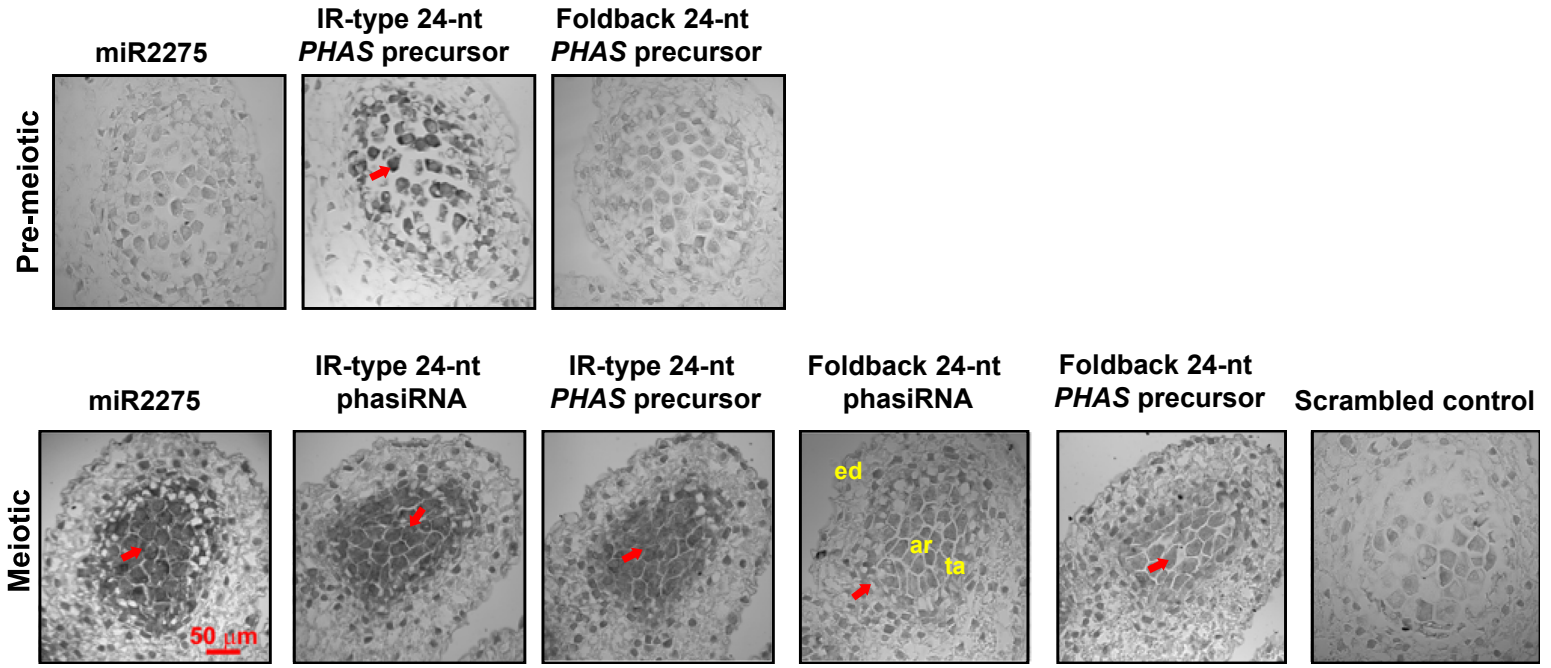 IR-type 24-nt
Foldback 24-nt
miR2275
PHAS precursor
PHAS precursor
Pre-meiotic
IR-type 24-nt
IR-type 24-nt
Foldback 24-nt
Foldback 24-nt
miR2275
phasiRNA
PHAS precursor
phasiRNA
PHAS precursor
Scrambled control
Meiotic
ed
ar
ta
50 μm